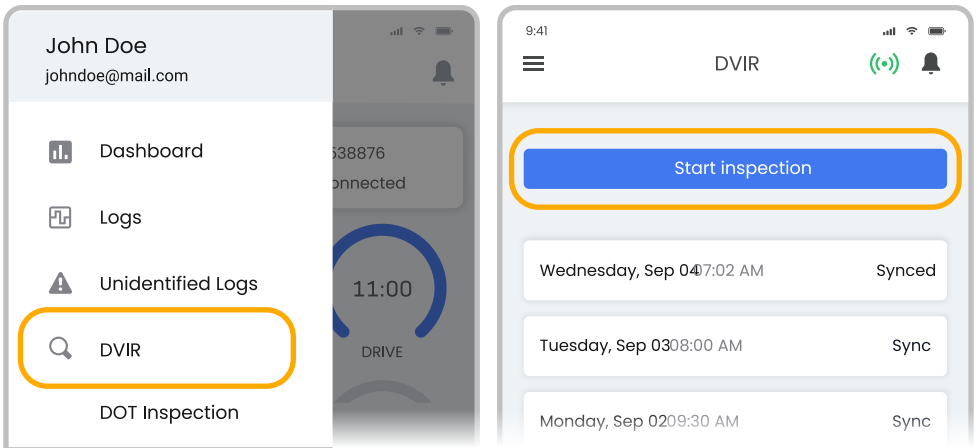 John Doe
johndoe@mail.com
Dashboard
Logs
Unidentified Logs
DVIR
DOT Inspection
538876
onnected
11:00
DRIVE
9:41
DVIR
Start inspection
Wednesday, Sep 04 07:02 AM Synced
Tuesday, Sep 03 08:00 AM Sync
Monday, Sep 02 09:30 AM Sync